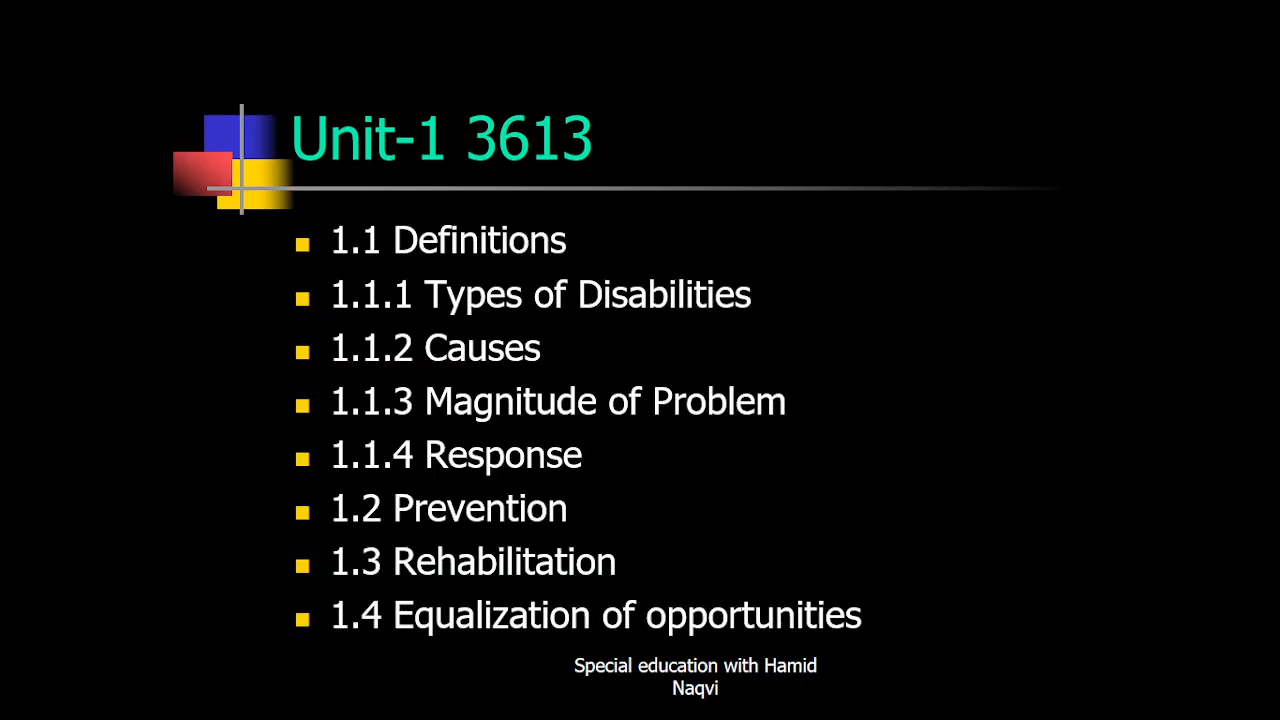 Unit-1 3613
1.1 Definitions
1.1.1 Types of Disabilities
1.1.2 Causes
1.1.3 Magnitude of Problem
1.1.4 Response
1.2 Prevention
1.3 Rehabilitation
1.4 Equalization of opportunities
Special education with Hamid
Naqvi